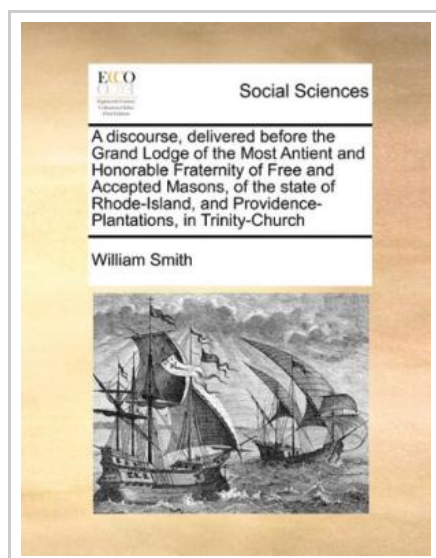 ECCO
Social Sciences
A discourse, delivered before the
Grand Lodge of the Most Antient and
Honorable Fraternity of Free and
Accepted Masons, of the state of
Rhode-Island, and Providence-
Plantations, in Trinity-Church
William Smith